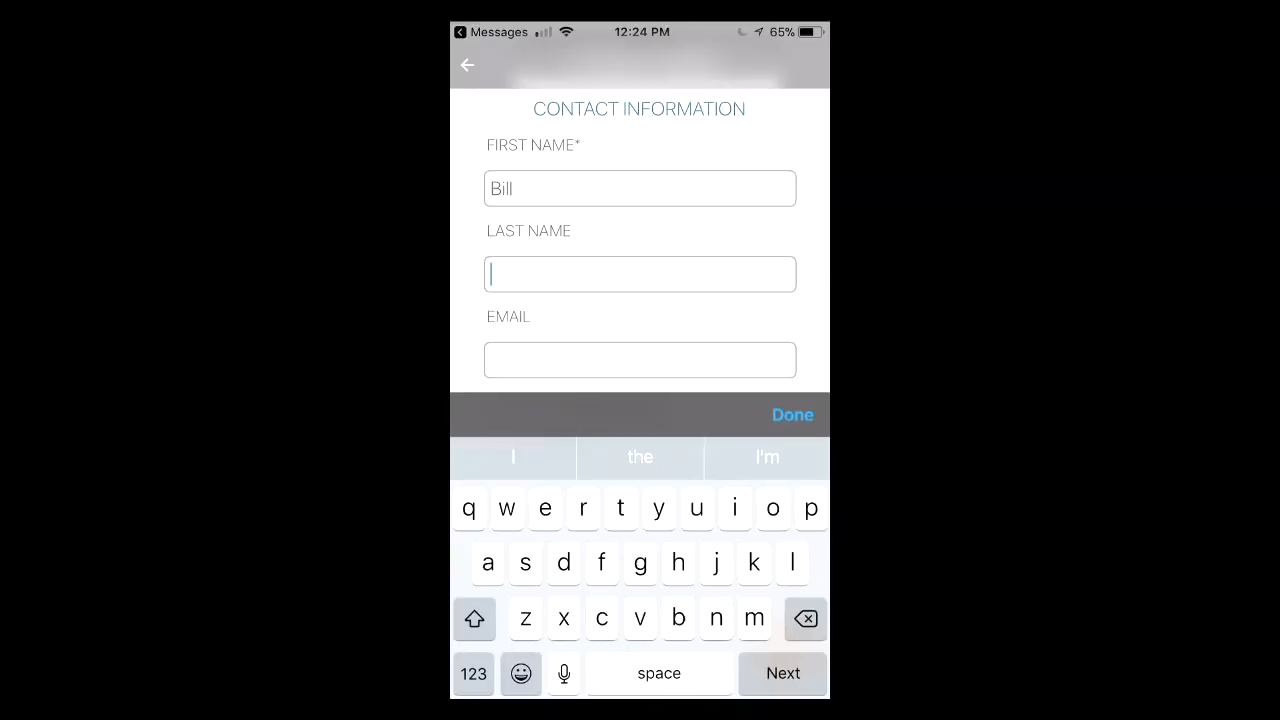 Messages 12:24 PM 65%
CONTACT INFORMATION
FIRST NAME*
Bill
LAST NAME
EMAIL
Done
I the I'm
q w e r t y u i o p
a s d f g h j k l
z x c v b n m
123 space Next